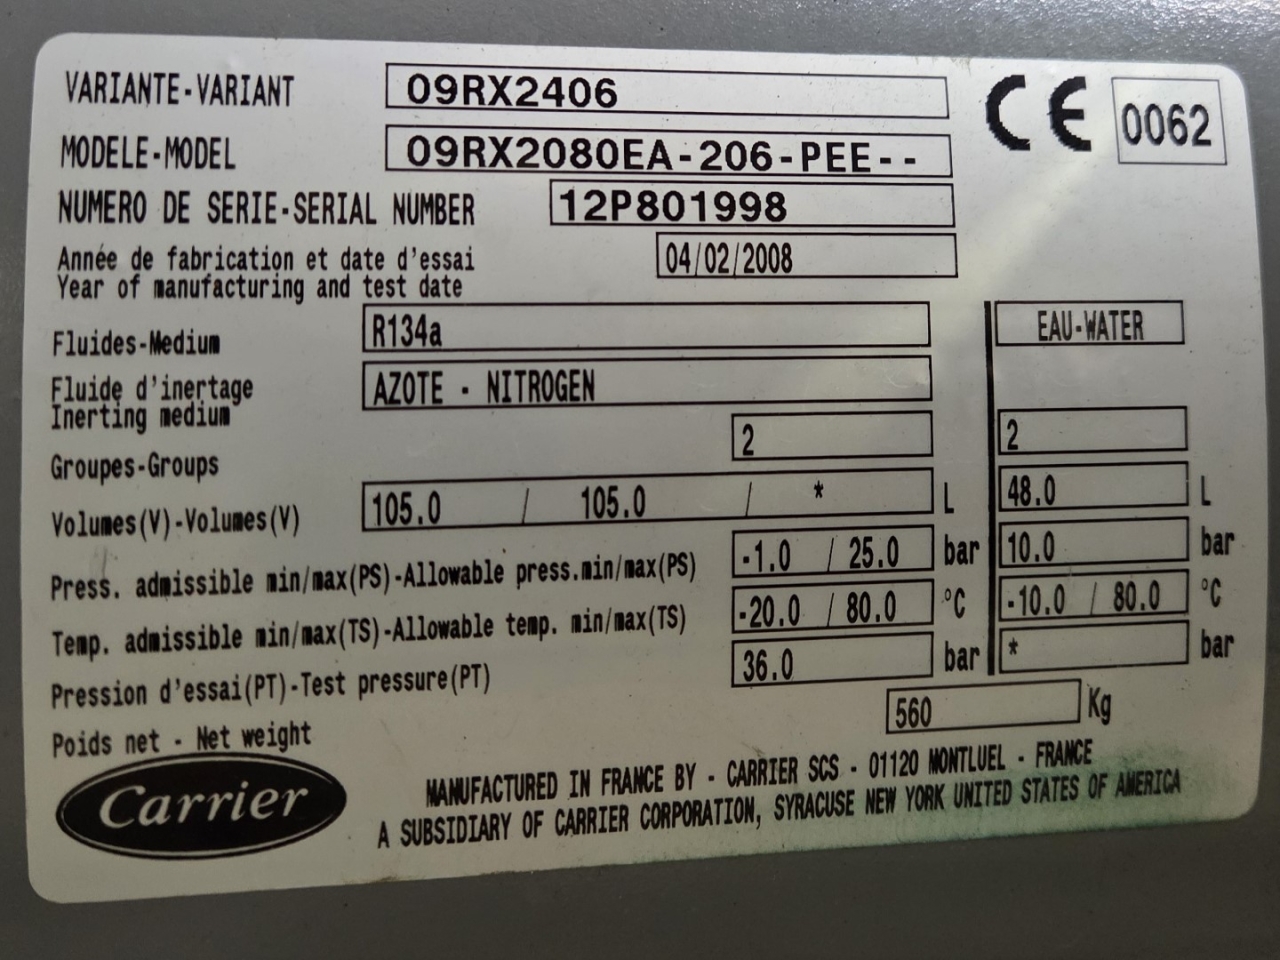 VARIANTE-VARIANT 09RX2406
CE 0062
MODELE-MODEL 09RX2080EA-206-PEE--
NUMERO DE SERIE-SERIAL NUMBER 12P801998
Année de fabrication et date d'essai 04/02/2008
Year of manufacturing and test date
Fluides-Medium R134a EAU-WATER
Fluide d'inertage AZOTE - NITROGEN
Inerting medium
Groupes-Groups 2 2
Volumes(V)-Volumes(V) 105.0 / 105.0 / * L 48.0 L
Press. admissible min/max(PS)-Allowable press.min/max(PS) -1.0 / 25.0 bar 10.0 bar
Temp. admissible min/max(TS)-Allowable temp. min/max(TS) -20.0 / 80.0 °C -10.0 / 80.0 °C
Pression d'essai(PT)-Test pressure(PT) 36.0 bar * bar
Poids net - Net weight 560 Kg
Carrier
MANUFACTURED IN FRANCE BY - CARRIER SCS - 01120 MONTLUEL - FRANCE
A SUBSIDIARY OF CARRIER CORPORATION, SYRACUSE NEW YORK UNITED STATES OF AMERICA